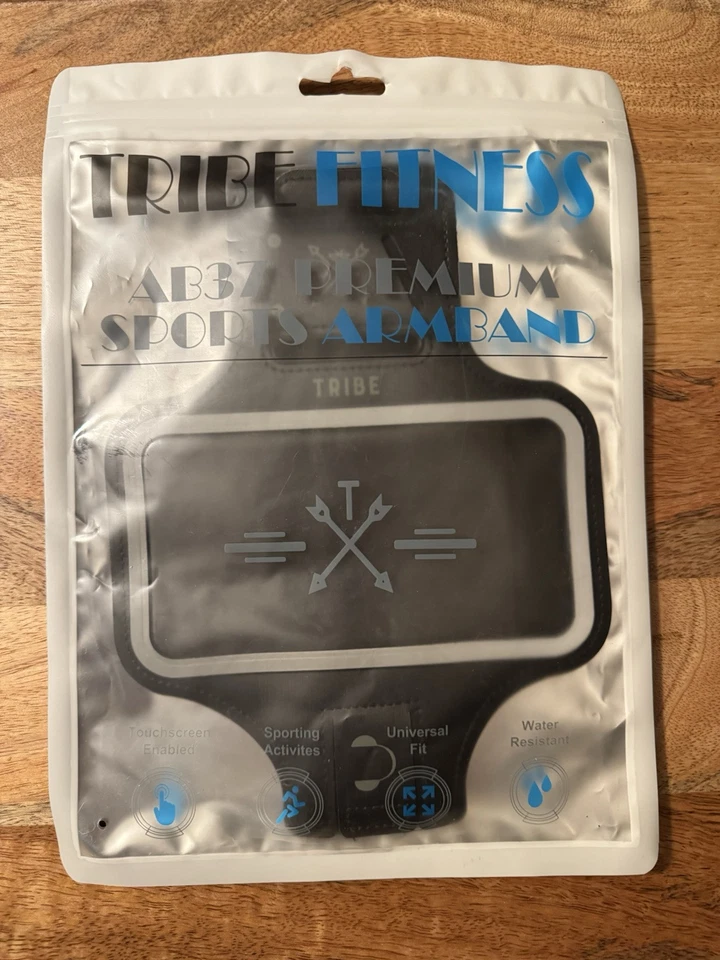 TRIBE FITNESS
AB37 PREMIUM
SPORTS ARMBAND
TRIBE
T
Touchscreen Enabled
Sporting Activites
Universal Fit
Water Resistant